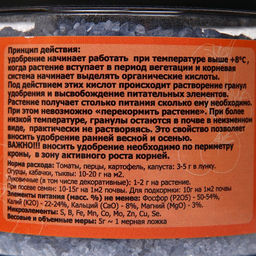 Принцип действия:
удобрение начинает работать при температуре выше +8°С,
когда растение вступает в период вегетации и корневая
система начинает выделять органические кислоты.
Под действием этих кислот происходит растворение гранул
удобрения и высвобождение питательных элементов.
Растение получает столько питания сколько ему необходимо.
При этом невозможно «перекормить растение». При более
низкой температуре, гранулы остаются в почве в неизменном
виде, практически не растворяясь. Это свойство позволяет
вносить удобрение ранней весной и осенью.
ВАЖНО!!! вносить удобрение необходимо по периметру
кроны, в зону активного роста корней.
Норма расхода: Томаты, перцы, картофель, капуста: 3-5 г в лунку.
Огурцы, кабачки, тыквы: 10-20 г на м2.
Луковичные (в том числе декоративные): 1-2 г на растение.
При посеве семян: 10-15г на 1м2 почвы. Для подкормки: 10г на 1м2 почвы
Элементы питания (масс. %) не менее: Фосфор (P2O5) - 50-54%,
Калий (К2О) - 22-24%, Кальций (СаО) - 8%, Магний (MgO) - 3%.
Микроэлементы: S, B, Fe, Mn, Co, Mo, Zn, Cu, Se.
Весовые и объемные меры: 5г ~ 1 мерная ложка